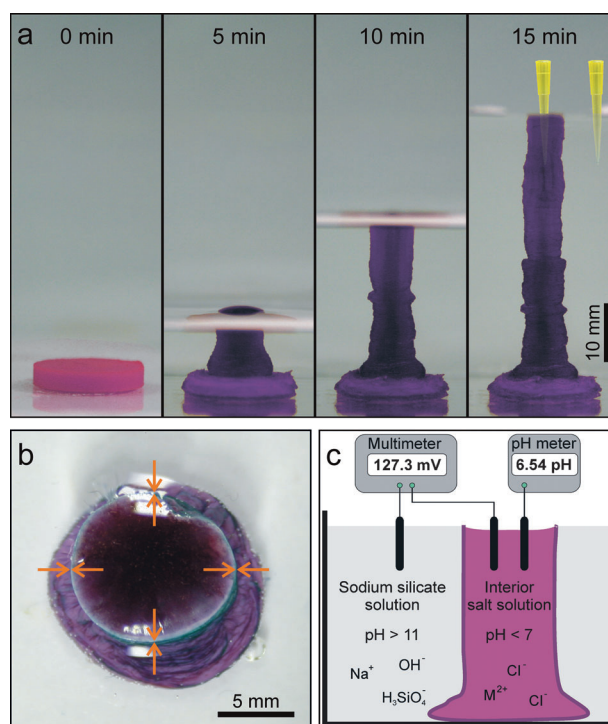 a
0 min
5 min
10 min
15 min
10 mm
b
5 mm
c
Multimeter
127.3 mV
pH meter
6.54 pH
Sodium silicate
solution
pH > 11
Na⁺
OH⁻
H₃SiO₄⁻
Interior
salt solution
pH < 7
Cl⁻
M²⁺
Cl⁻